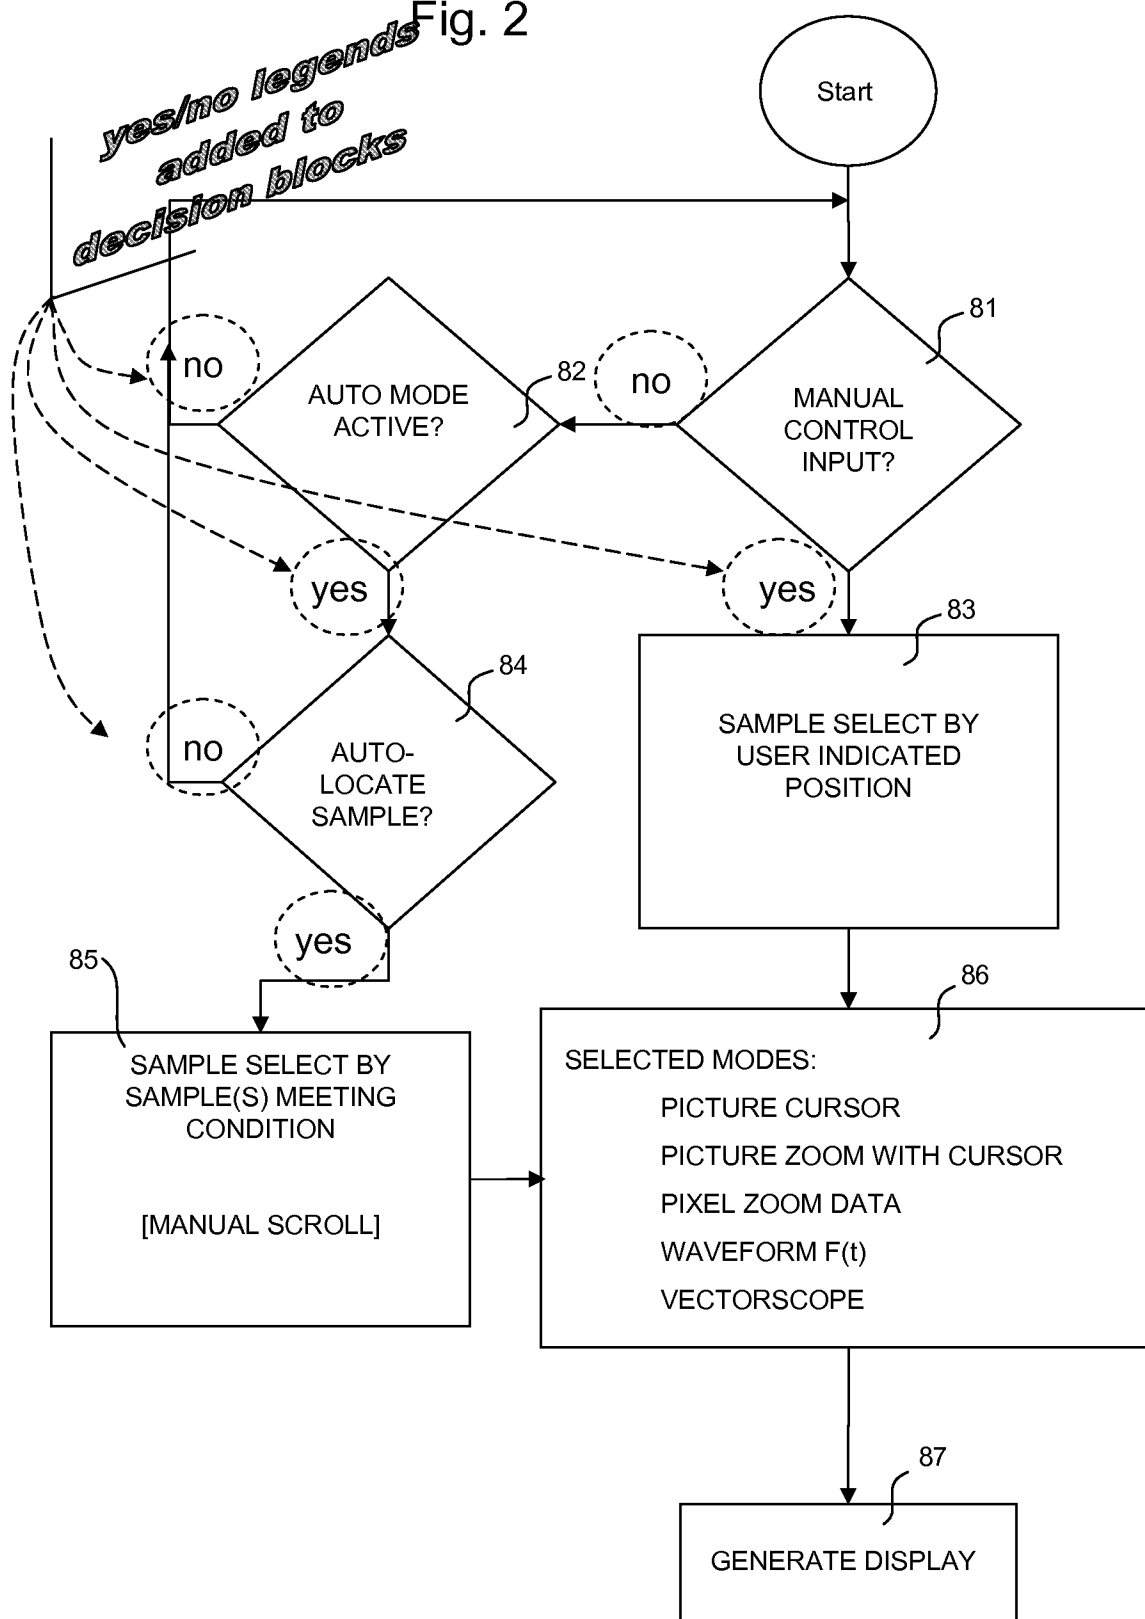 Fig. 2
yes/no legends
added to
decision blocks
Start
81
MANUAL
CONTROL
INPUT?
no
82
AUTO MODE
ACTIVE?
no
yes
yes
83
SAMPLE SELECT BY
USER INDICATED
POSITION
84
AUTO-
LOCATE
SAMPLE?
no
yes
85
SAMPLE SELECT BY
SAMPLE(S) MEETING
CONDITION
[MANUAL SCROLL]
86
SELECTED MODES:
PICTURE CURSOR
PICTURE ZOOM WITH CURSOR
PIXEL ZOOM DATA
WAVEFORM F(t)
VECTORSCOPE
87
GENERATE DISPLAY